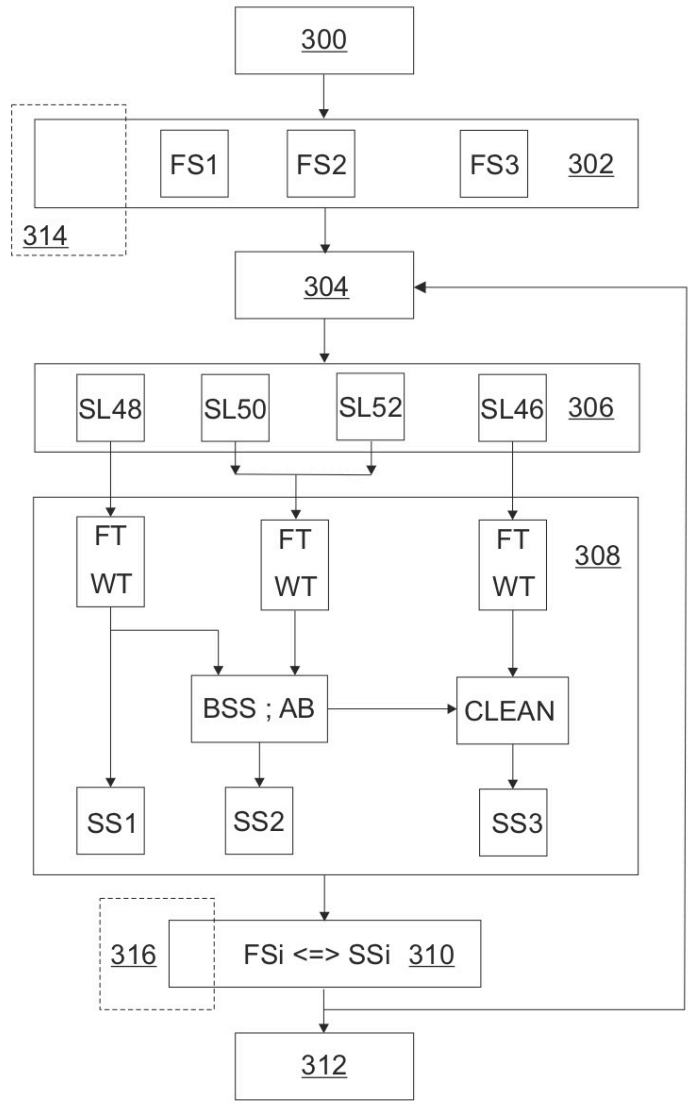 300
FS1 FS2 FS3 302
314
304
SL48 SL50 SL52 SL46 306
FT FT FT
308
WT WT WT
BSS ; AB CLEAN
SS1 SS2 SS3
316 FSi <=> SSi 310
312